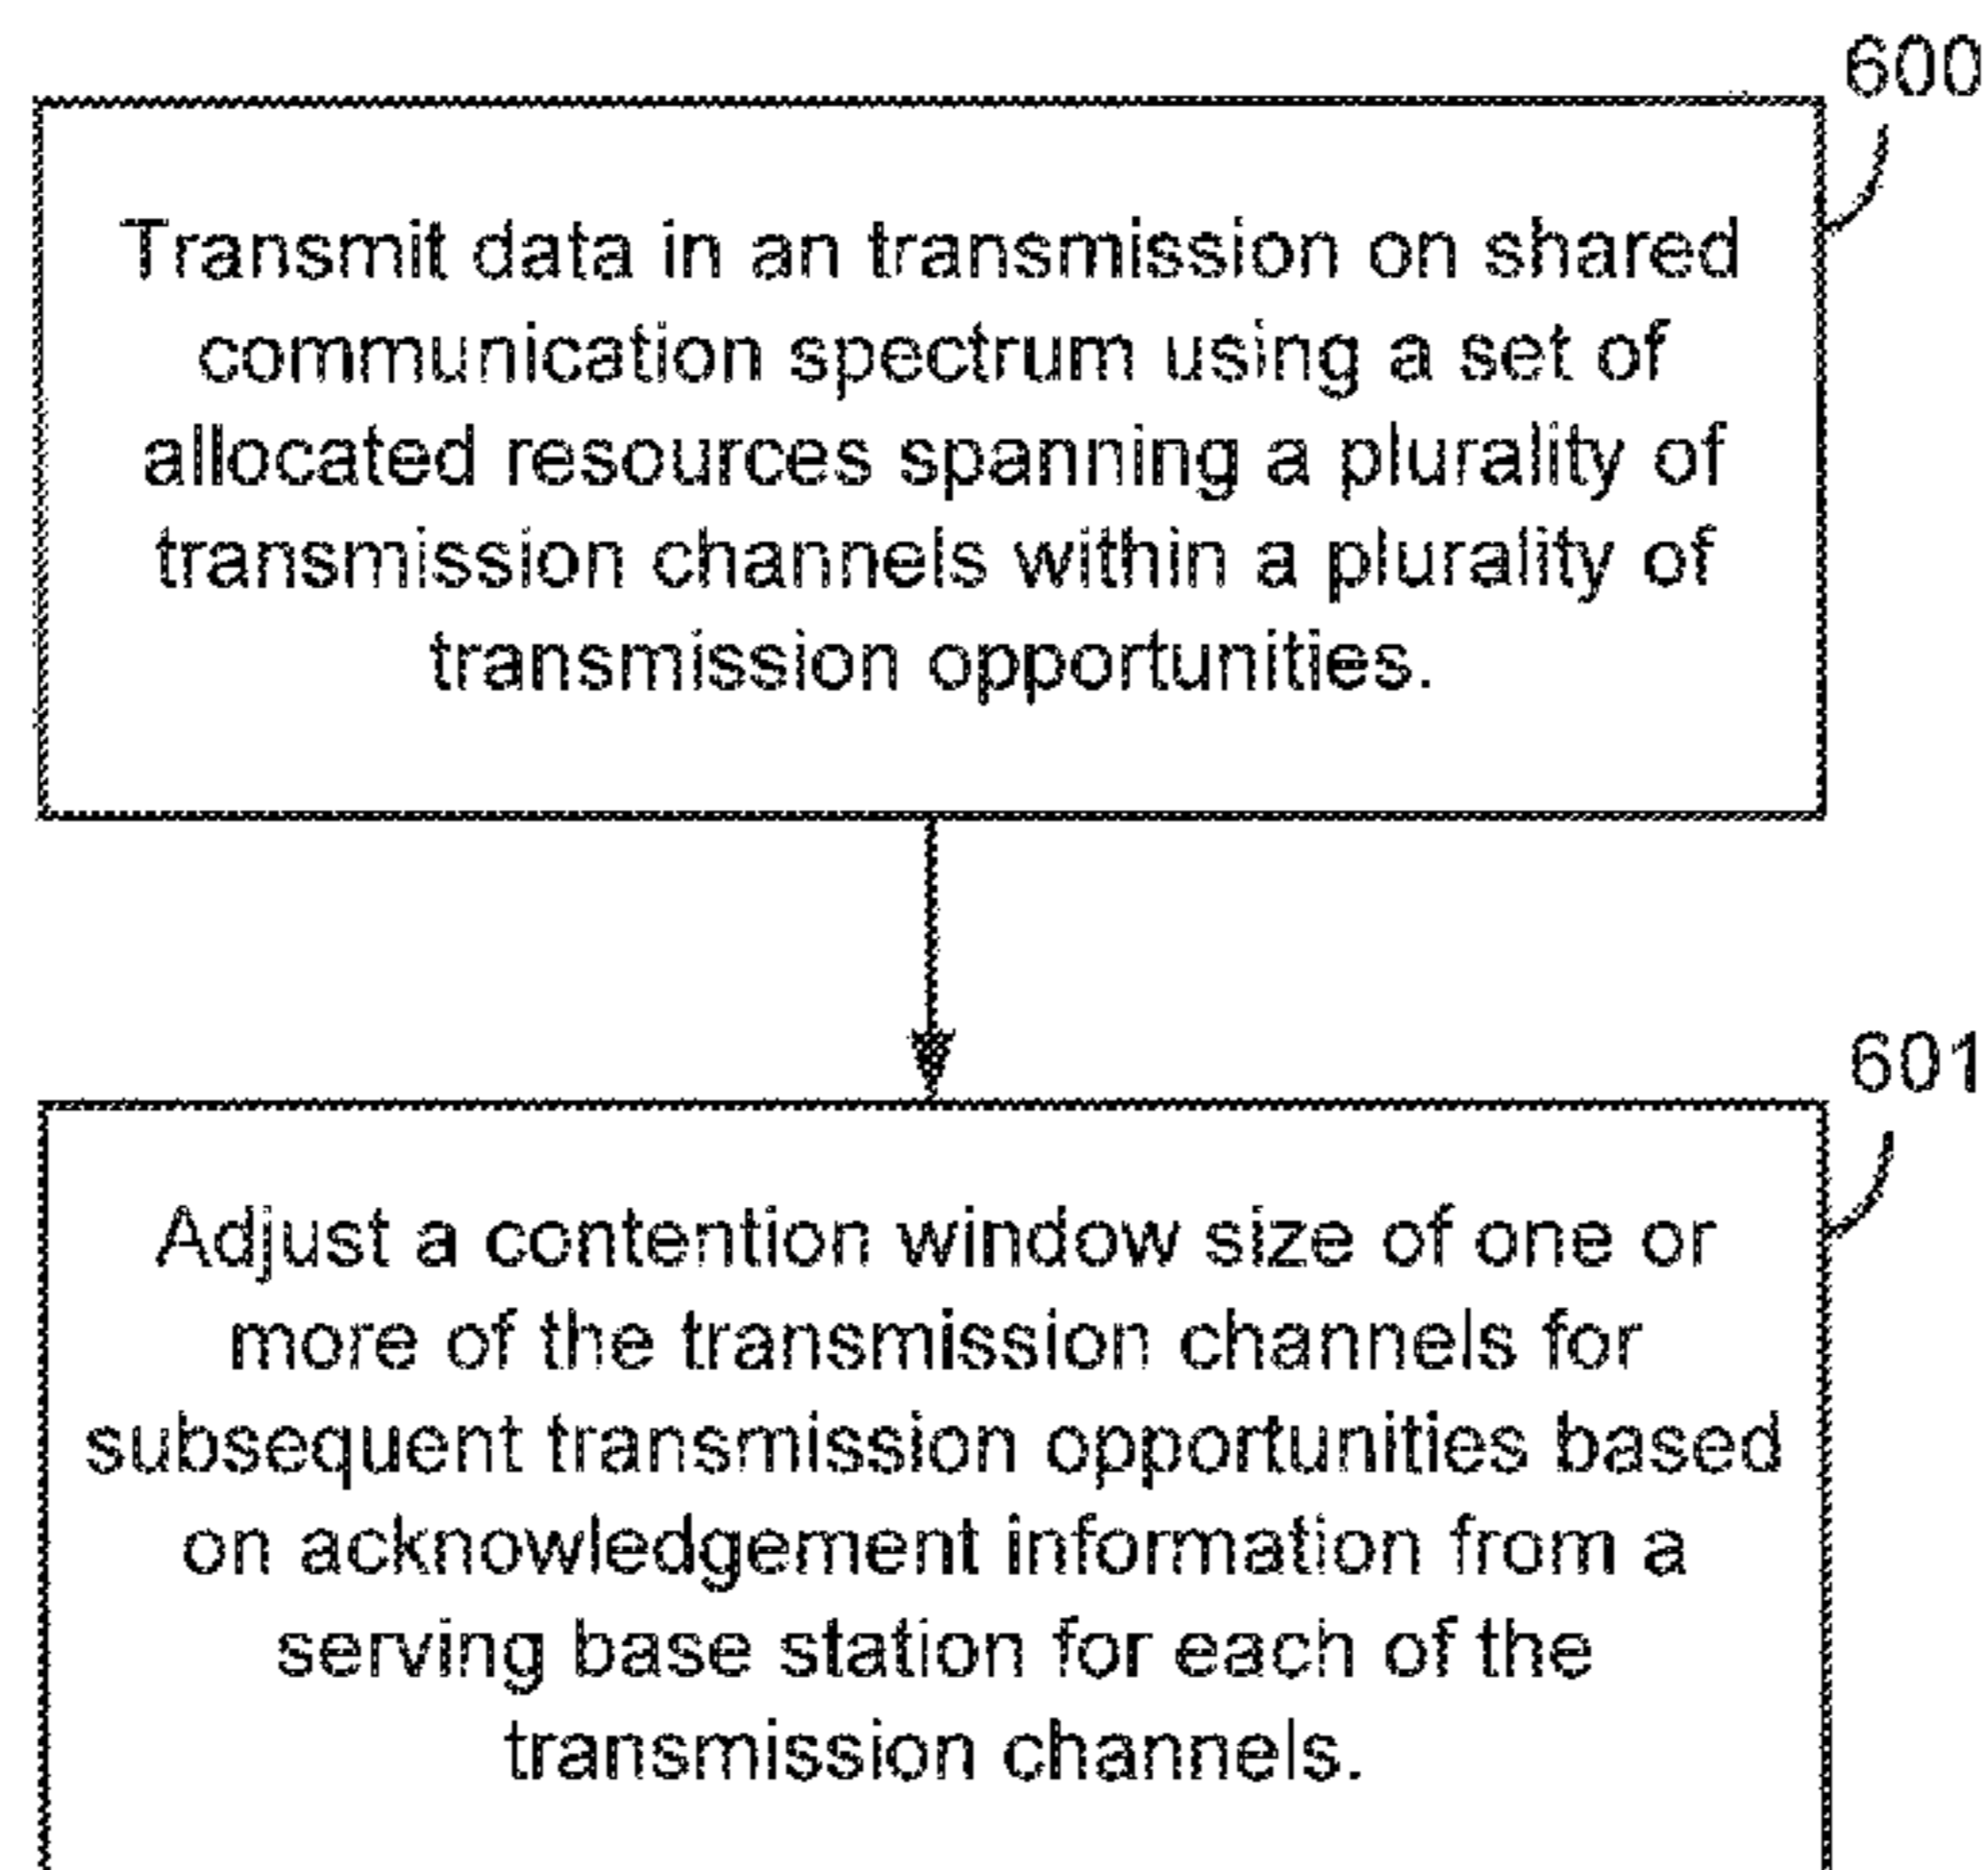 600
Transmit data in an transmission on shared
communication spectrum using a set of
allocated resources spanning a plurality of
transmission channels within a plurality of
transmission opportunities.
601
Adjust a contention window size of one or
more of the transmission channels for
subsequent transmission opportunities based
on acknowledgement information from a
serving base station for each of the
transmission channels.